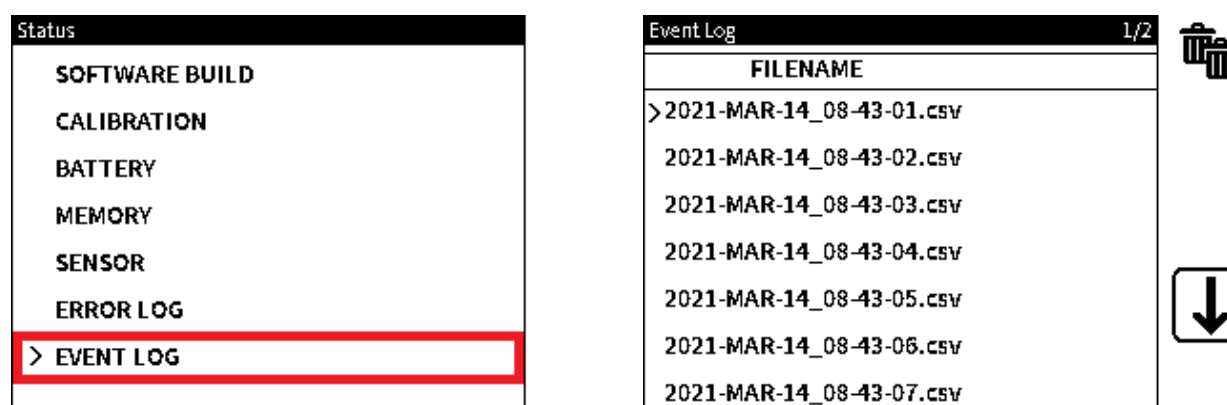 Status
SOFTWARE BUILD
CALIBRATION
BATTERY
MEMORY
SENSOR
ERROR LOG
> EVENT LOG
Event Log 1/2
FILENAME
>2021-MAR-14_08-43-01.csv
2021-MAR-14_08-43-02.csv
2021-MAR-14_08-43-03.csv
2021-MAR-14_08-43-04.csv
2021-MAR-14_08-43-05.csv
2021-MAR-14_08-43-06.csv
2021-MAR-14_08-43-07.csv